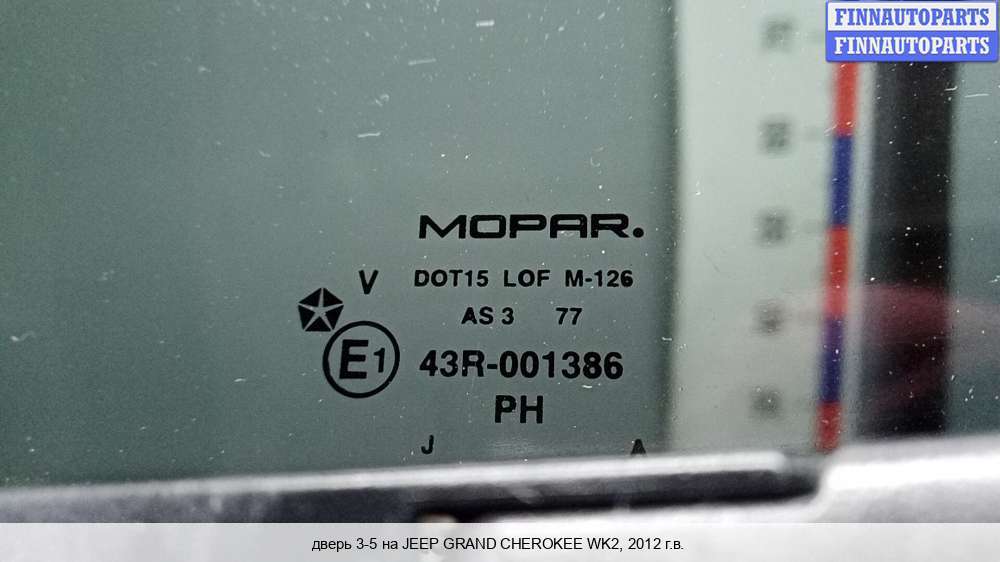 FINNAUTOPARTS
FINNAUTOPARTS
MOPAR.
V DOT15 LOF M-126
AS 3 77
E1 43R-001386
PH
J A
дверь 3-5 на JEEP GRAND CHEROKEE WK2, 2012 г.в.